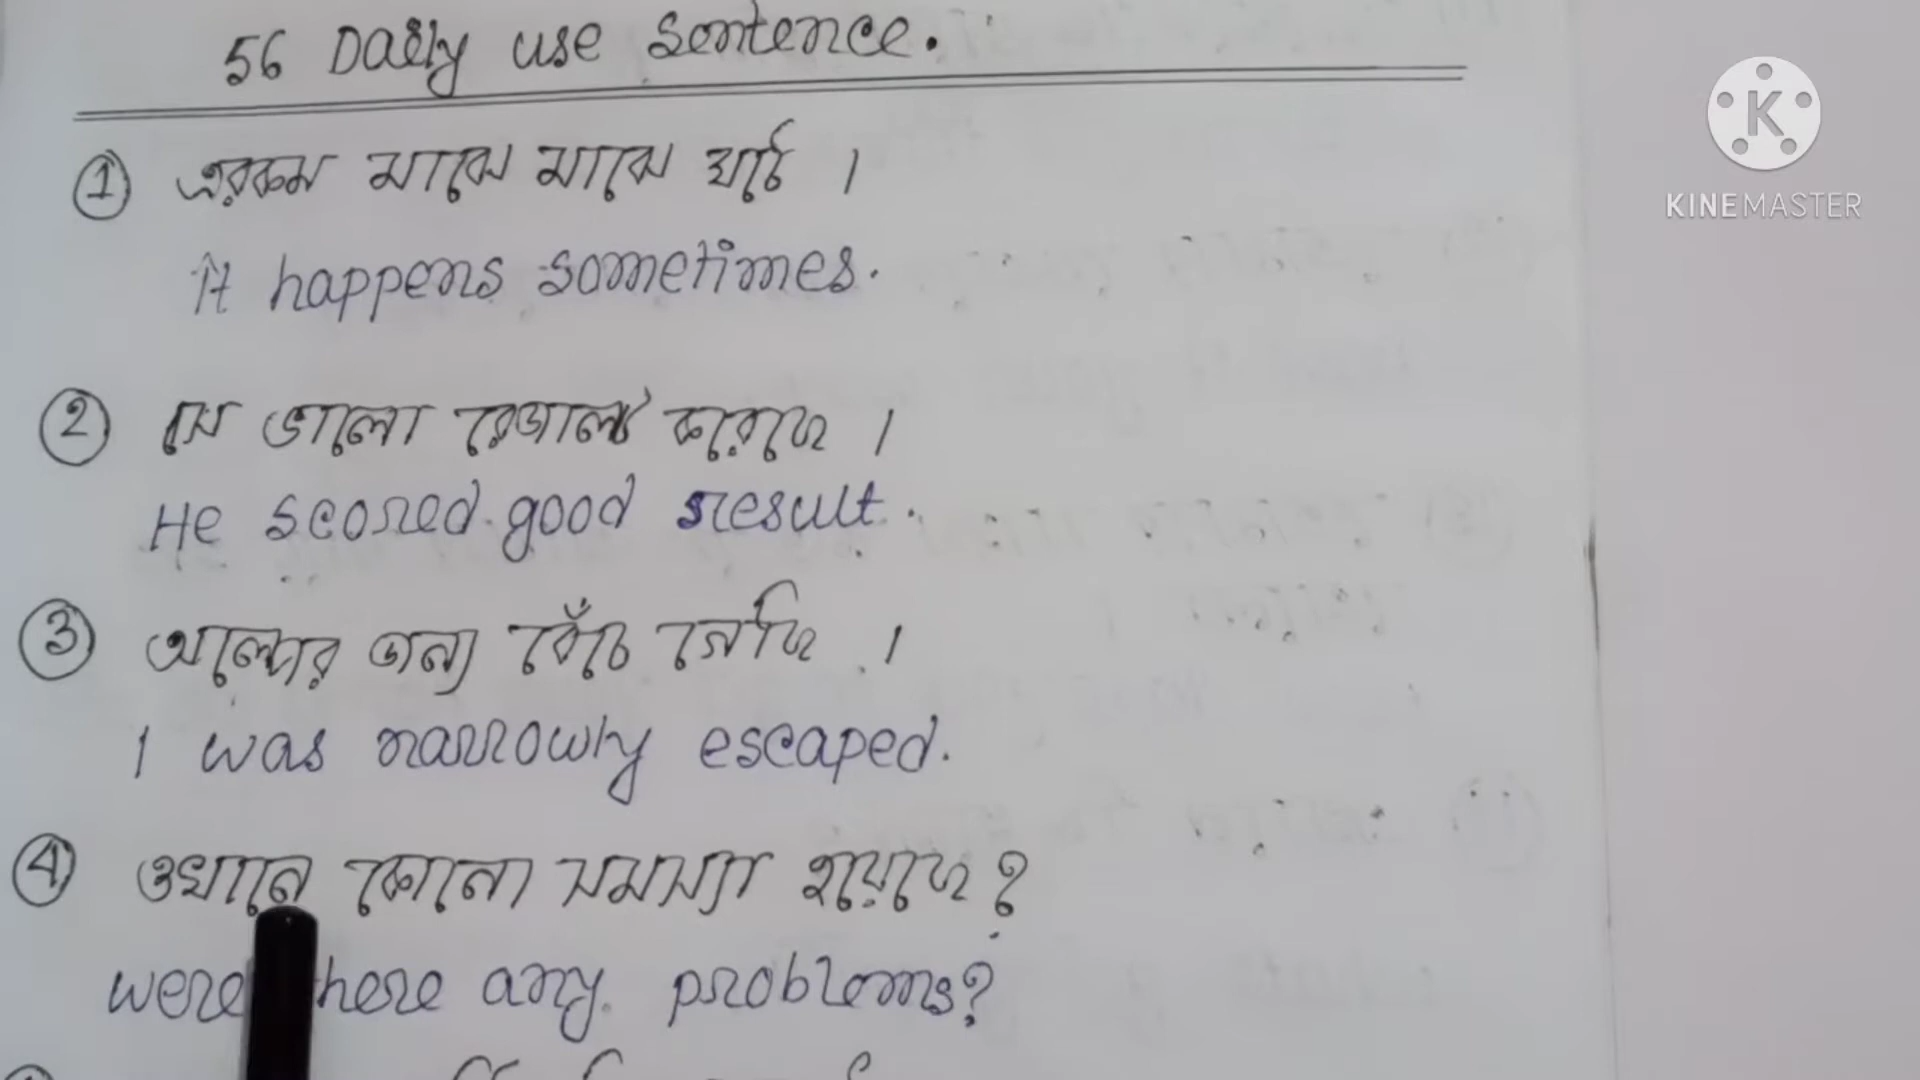 56 Daily use sentence.
① এরকম মাঝে মাঝে ঘটে ।
It happens sometimes.
② সে ভালো রেজাল্ট করেছে ।
He scored good result.
③ অল্পের জন্য বেঁচে গেছি ।
I was narrowly escaped.
④ ওখানে কোনো সমস্যা হয়েছে ?
were there any problems?
KINEMASTER